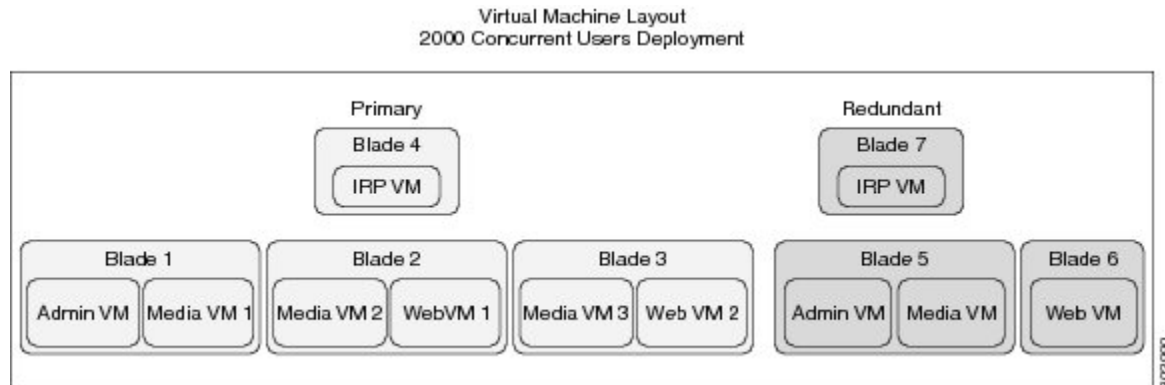 Virtual Machine Layout
2000 Concurrent Users Deployment
Primary
Redundant
Blade 4
Blade 7
IRP VM
IRP VM
Blade 1
Blade 2
Blade 3
Blade 5
Blade 6
Admin VM
Media VM 1
Media VM 2
WebVM 1
Media VM 3
Web VM 2
Admin VM
Media VM
Web VM